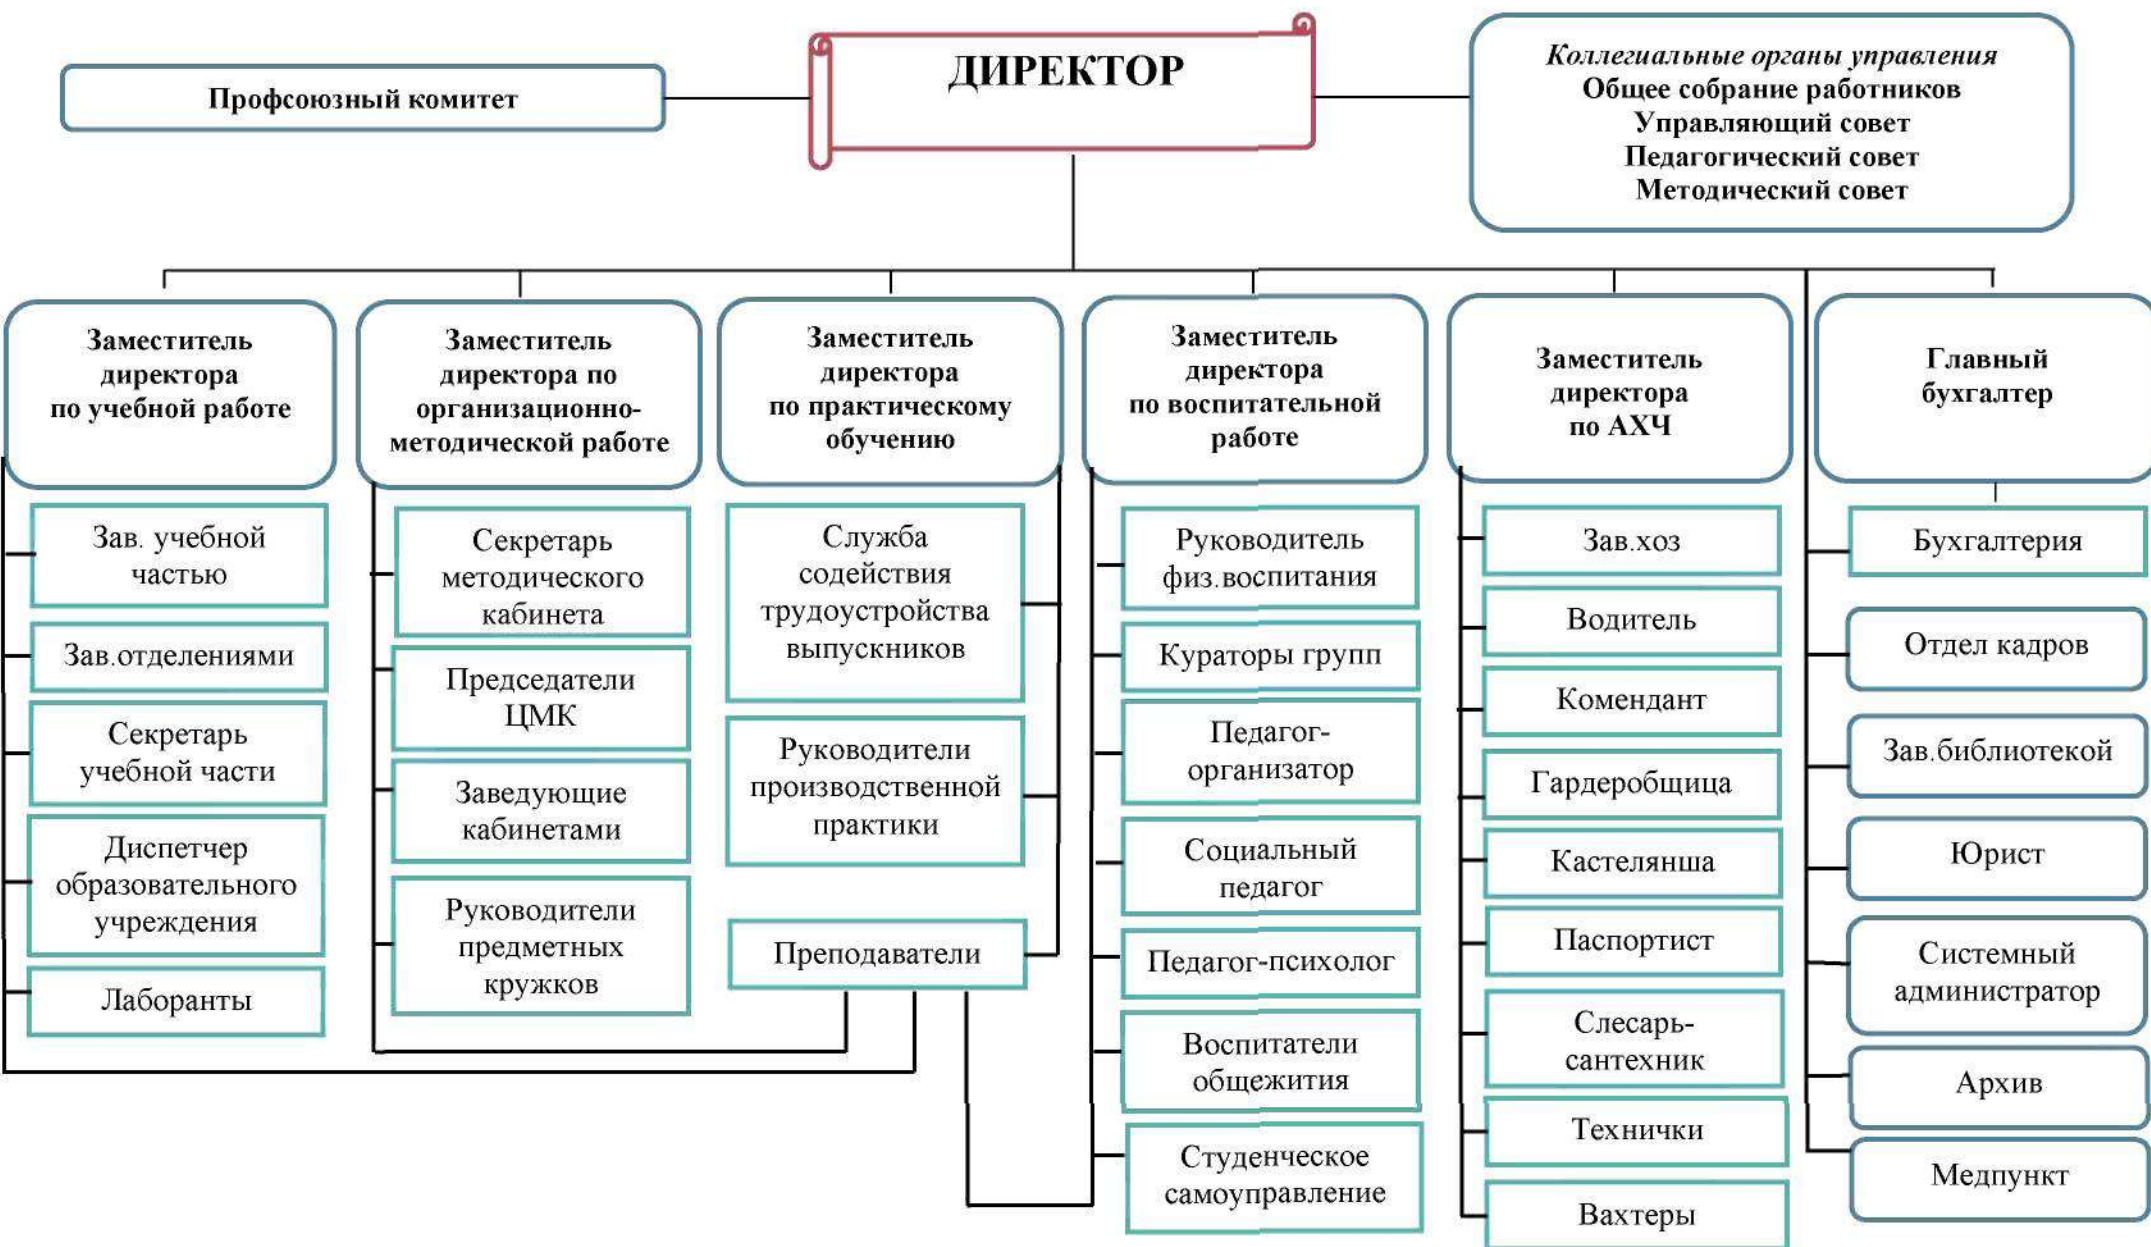 Профсоюзный комитет
ДИРЕКТОР
Коллегиальные органы управления
Общее собрание работников
Управляющий совет
Педагогический совет
Методический совет
Заместитель
директора
по учебной работе
Зав. учебной
частью
Зав.отделениями
Секретарь
учебной части
Диспетчер
образовательного
учреждения
Лаборанты
Заместитель
директора по
организационно-
методической работе
Секретарь
методического
кабинета
Председатели
ЦМК
Заведующие
кабинетами
Руководители
предметных
кружков
Заместитель
директора
по практическому
обучению
Служба
содействия
трудоустройства
выпускников
Руководители
производственной
практики
Преподаватели
Заместитель
директора
по воспитательной
работе
Руководитель
физ.воспитания
Кураторы групп
Педагог-
организатор
Социальный
педагог
Педагог-психолог
Воспитатели
общежития
Студенческое
самоуправление
Заместитель
директора
по АХЧ
Зав.хоз
Водитель
Комендант
Гардеробщица
Кастелянша
Паспортист
Слесарь-
сантехник
Технички
Вахтеры
Главный
бухгалтер
Бухгалтерия
Отдел кадров
Зав.библиотекой
Юрист
Системный
администратор
Архив
Медпункт